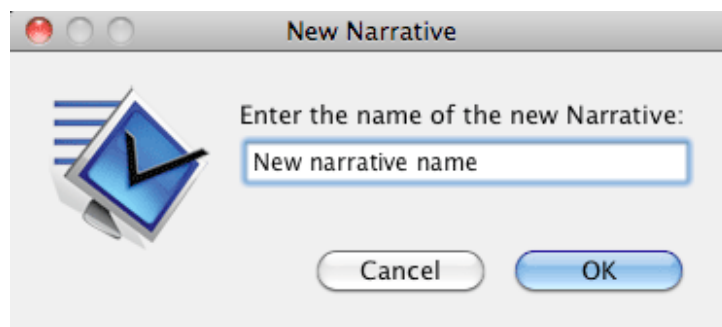 New Narrative
Enter the name of the new Narrative:
New narrative name
Cancel OK